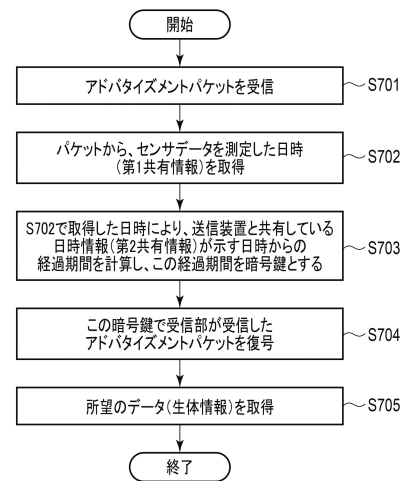 開始
アドバタイズメントパケットを受信
S701
パケットから、センサデータを測定した日時
(第1共有情報)を取得
S702
S702で取得した日時により、送信装置と共有している
日時情報(第2共有情報)が示す日時からの
経過期間を計算し、この経過期間を暗号鍵とする
S703
この暗号鍵で受信部が受信した
アドバタイズメントパケットを復号
S704
所望のデータ(生体情報)を取得
S705
終了